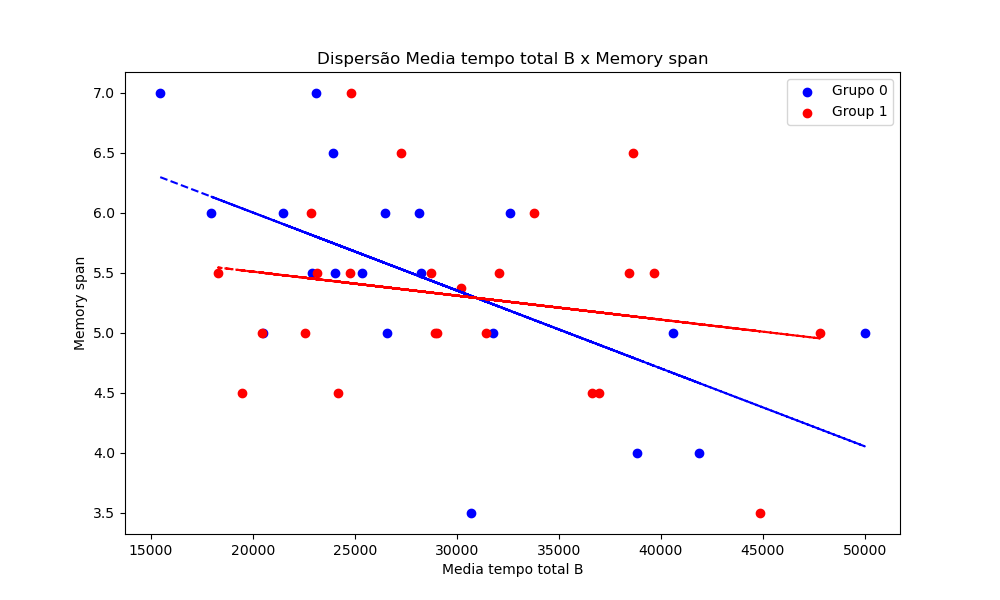 Dispersão Media tempo total B x Memory span
Grupo 0
Group 1
7.0
6.5
6.0
5.5
5.0
4.5
4.0
3.5
Memory span
15000 20000 25000 30000 35000 40000 45000 50000
Media tempo total B